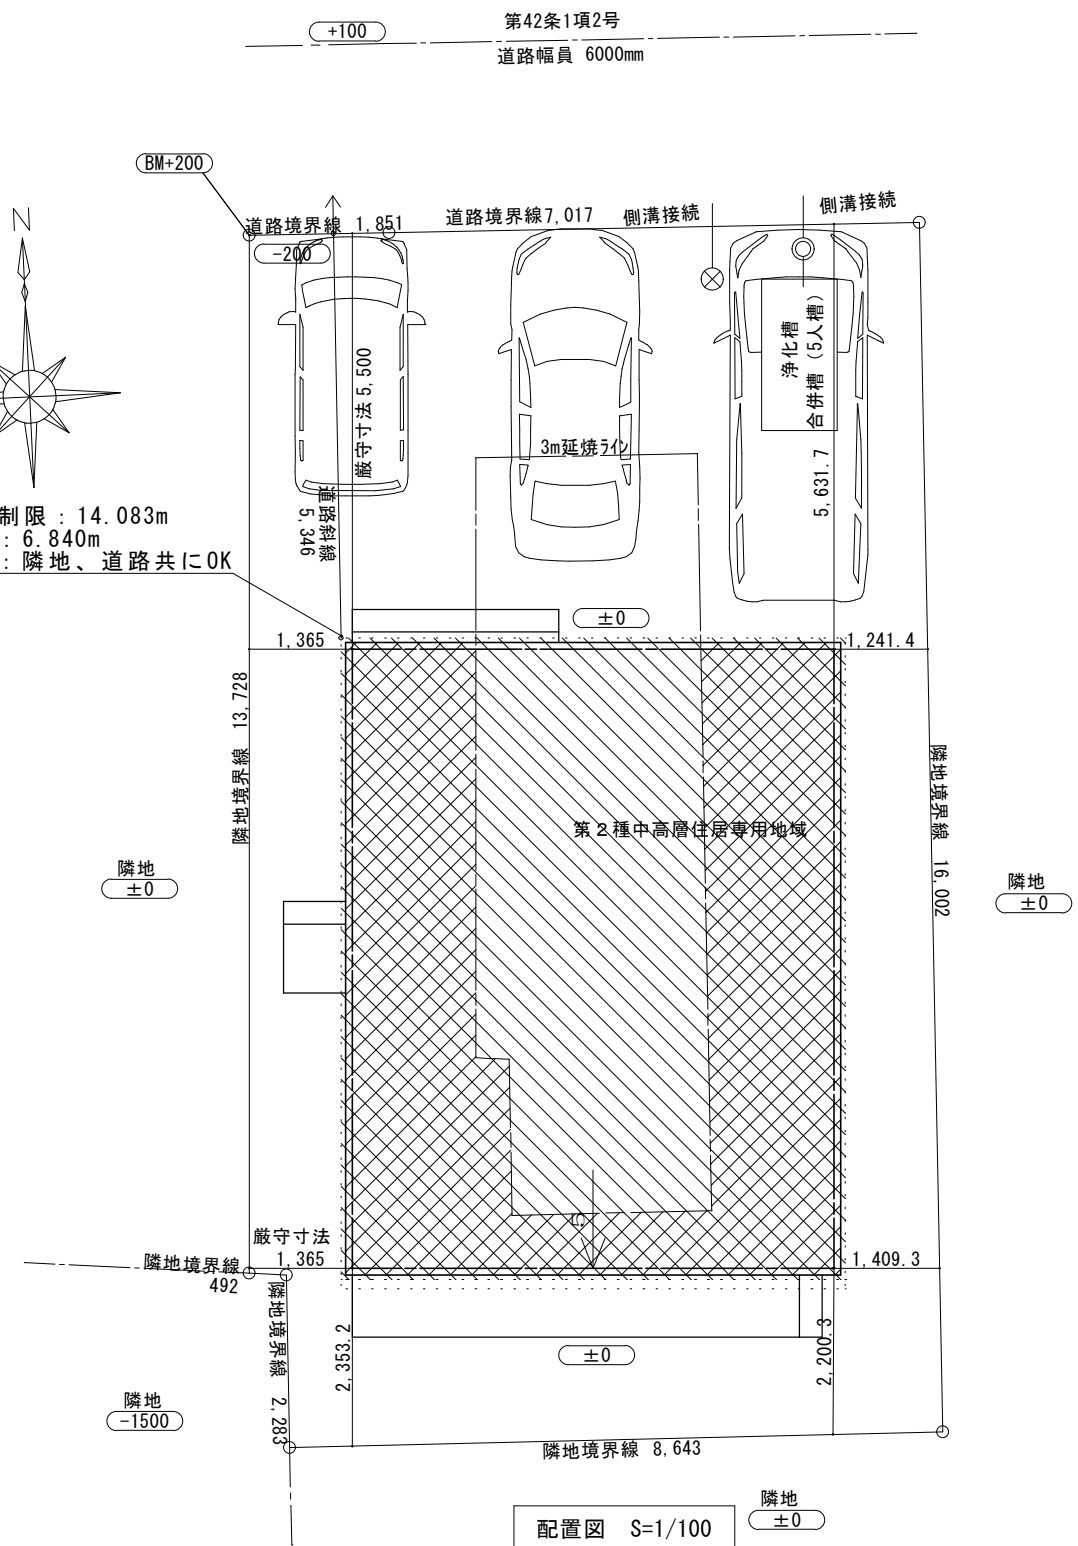 第42条1項2号
+100
道路幅員 6000mm
BM+200
N
道路境界線 1,851
道路境界線7,017
側溝接続
側溝接続
-200
厳守寸法 5,500
浄化槽
合併槽 (5人槽)
5,631.7
3m延焼ライン
道路斜線
5,346
制限 : 14.083m
: 6.840m
: 隣地、道路共にOK
±0
1,365
1,241.4
隣地境界線 13,728
隣地境界線 16,002
第2種中高層住居専用地域
隣地
±0
隣地
±0
厳守寸法
1,365
隣地境界線
492
1,409.3
隣地境界線 2,283
2,353.2
2,200.3
±0
隣地
-1500
隣地境界線 8,643
隣地
±0
配置図 S=1/100